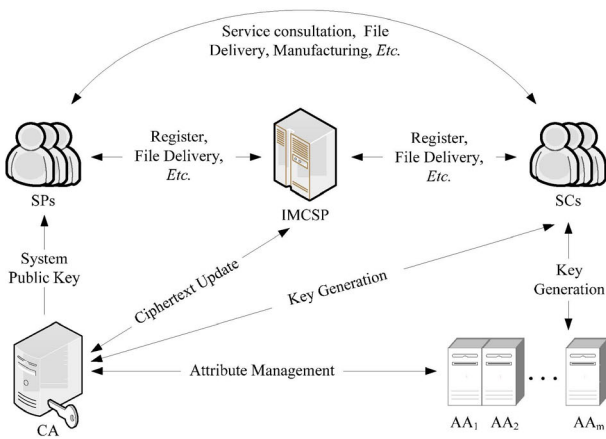 Service consultation, File
Delivery, Manufacturing, Etc.
Register,
File Delivery,
Etc.
Register,
File Delivery,
Etc.
SPs
IMCSP
SCs
System
Public Key
Ciphertext Update
Key Generation
Key
Generation
Attribute Management
CA
AA1
AA2
...
AAm